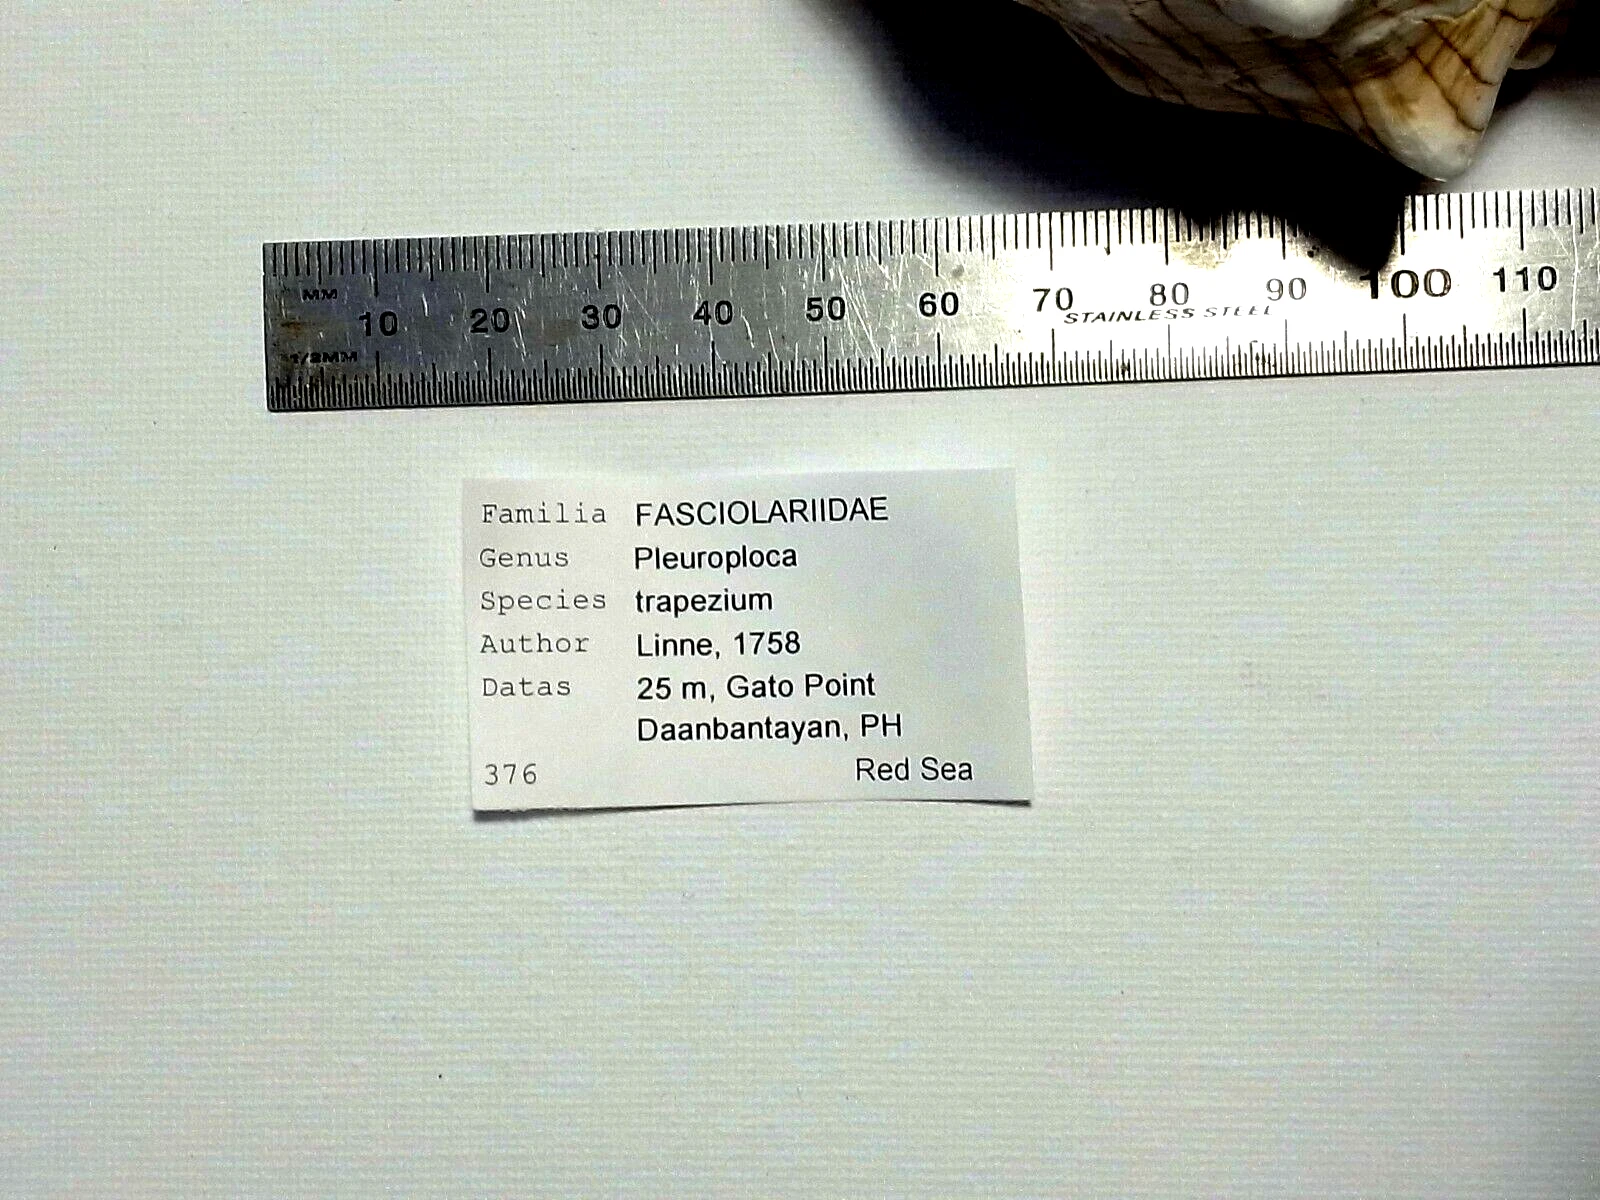 MM
10 20 30 40 50 60 70 80 90 100 110
STAINLESS STEEL
1/2MM
Familia FASCIOLARIIDAE
Genus Pleuroploca
Species trapezium
Author Linne, 1758
Datas 25 m, Gato Point
Daanbantayan, PH
376 Red Sea